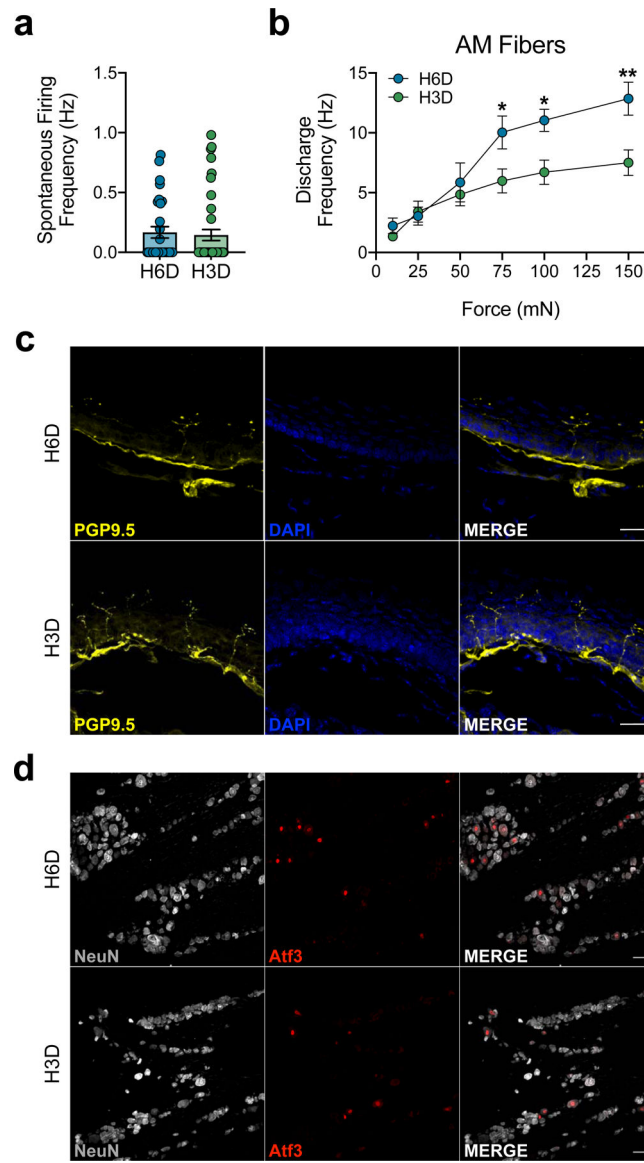 a
Spontaneous Firing
Frequency (Hz)
1.5
1.0
0.5
0.0
H6D H3D
b
AM Fibers
H6D
H3D
Discharge
Frequency (Hz)
15
10
5
0
*
*
**
0 25 50 75 100 125 150
Force (mN)
c
H6D
PGP9.5
DAPI
MERGE
H3D
PGP9.5
DAPI
MERGE
d
H6D
NeuN
Atf3
MERGE
H3D
NeuN
Atf3
MERGE